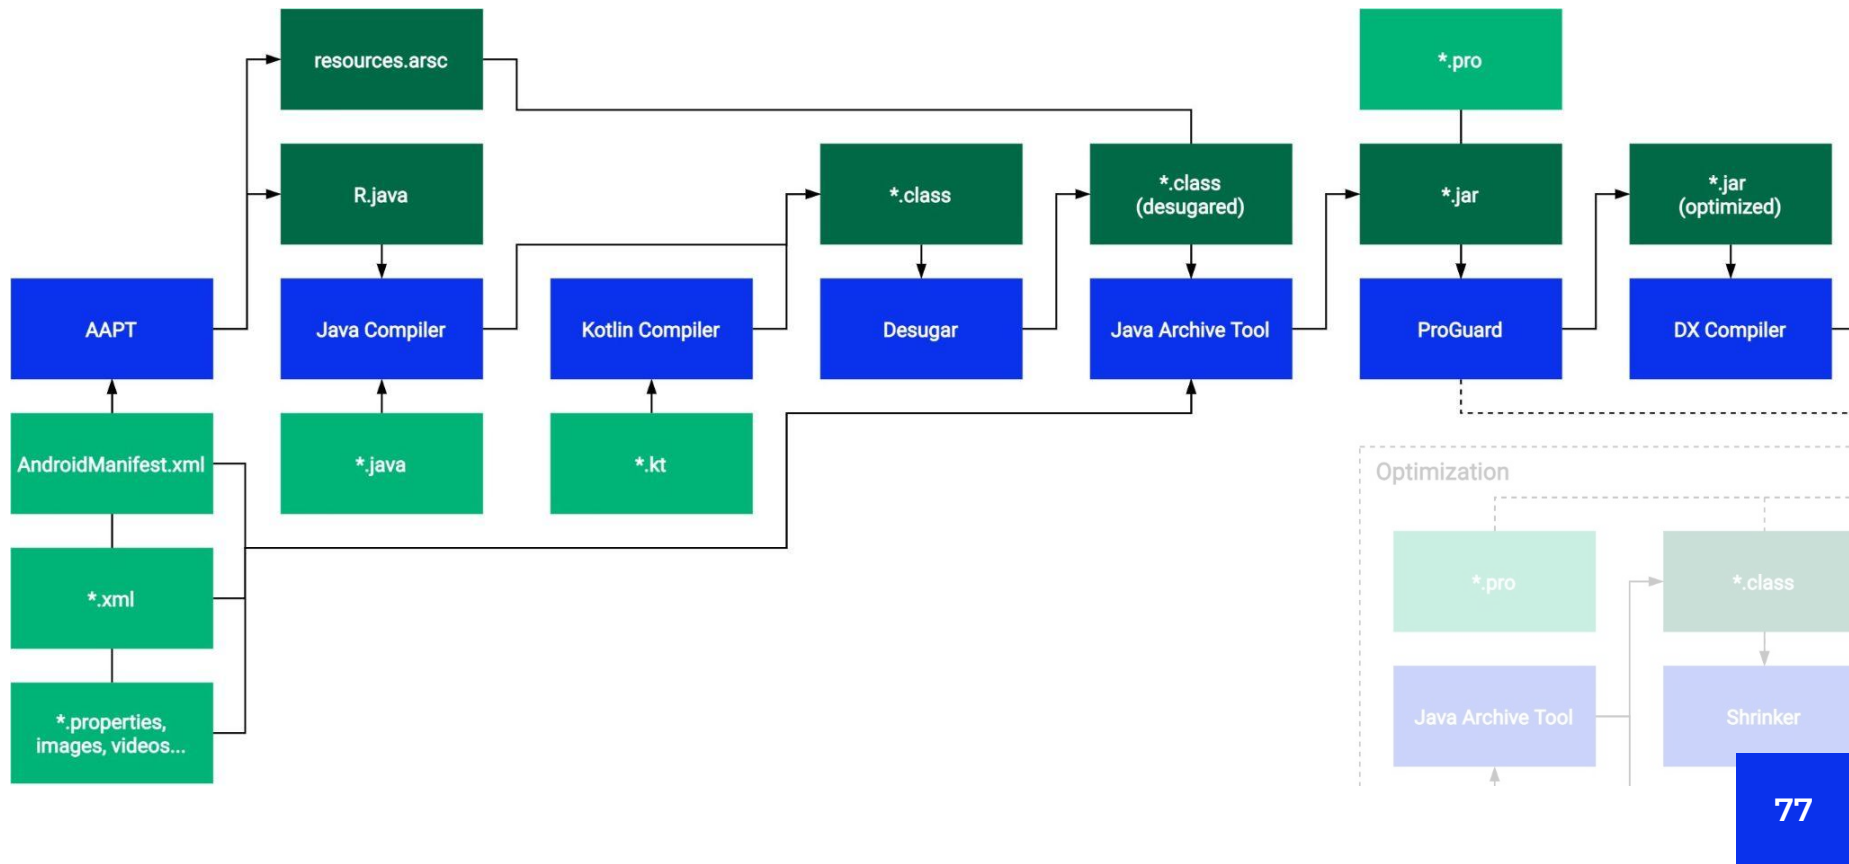 resources.arsc
*.pro
R.java
*.class
*.class
(desugared)
*.jar
*.jar
(optimized)
AAPT
Java Compiler
Kotlin Compiler
Desugar
Java Archive Tool
ProGuard
DX Compiler
AndroidManifest.xml
*.java
*.kt
Optimization
*.xml
*.pro
*.class
*.properties,
images, videos...
Java Archive Tool
Shrinker
77